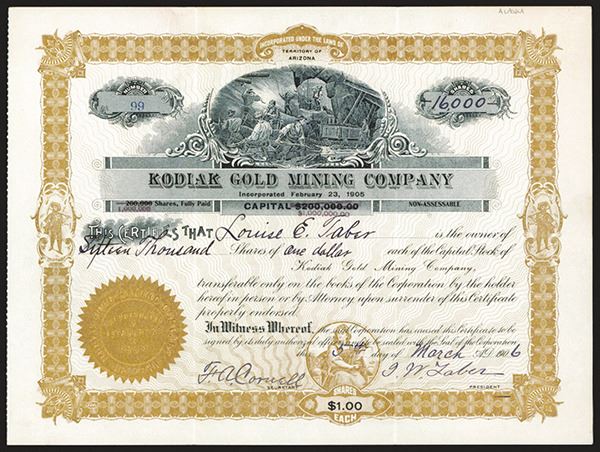 Alaska
INCORPORATED UNDER THE LAWS OF
TERRITORY OF
ARIZONA
NUMBER
99
SHARES
-16000-
KODIAK GOLD MINING COMPANY
Incorporated February 23, 1905
200,000 Shares, Fully Paid
1,000,000
CAPITAL $200,000.00
$1,000,000.00
NON-ASSESSABLE
THIS CERTIFIES THAT Louise E. Taber is the owner of
Sixteen Thousand Shares of one dollar each of the Capital Stock of
Kodiak Gold Mining Company,
transferable only on the books of the Corporation by the holder
hereof in person or by Attorney upon surrender of this Certificate
properly endorsed.
In Witness Whereof, the said Corporation has caused this Certificate to be
signed by its duly authorized officers and to be sealed with the Seal of the Corporation
this day of March A.D. 1906
F A Cornell
SECRETARY
I. W. Taber
PRESIDENT
SHARES
$1.00
EACH